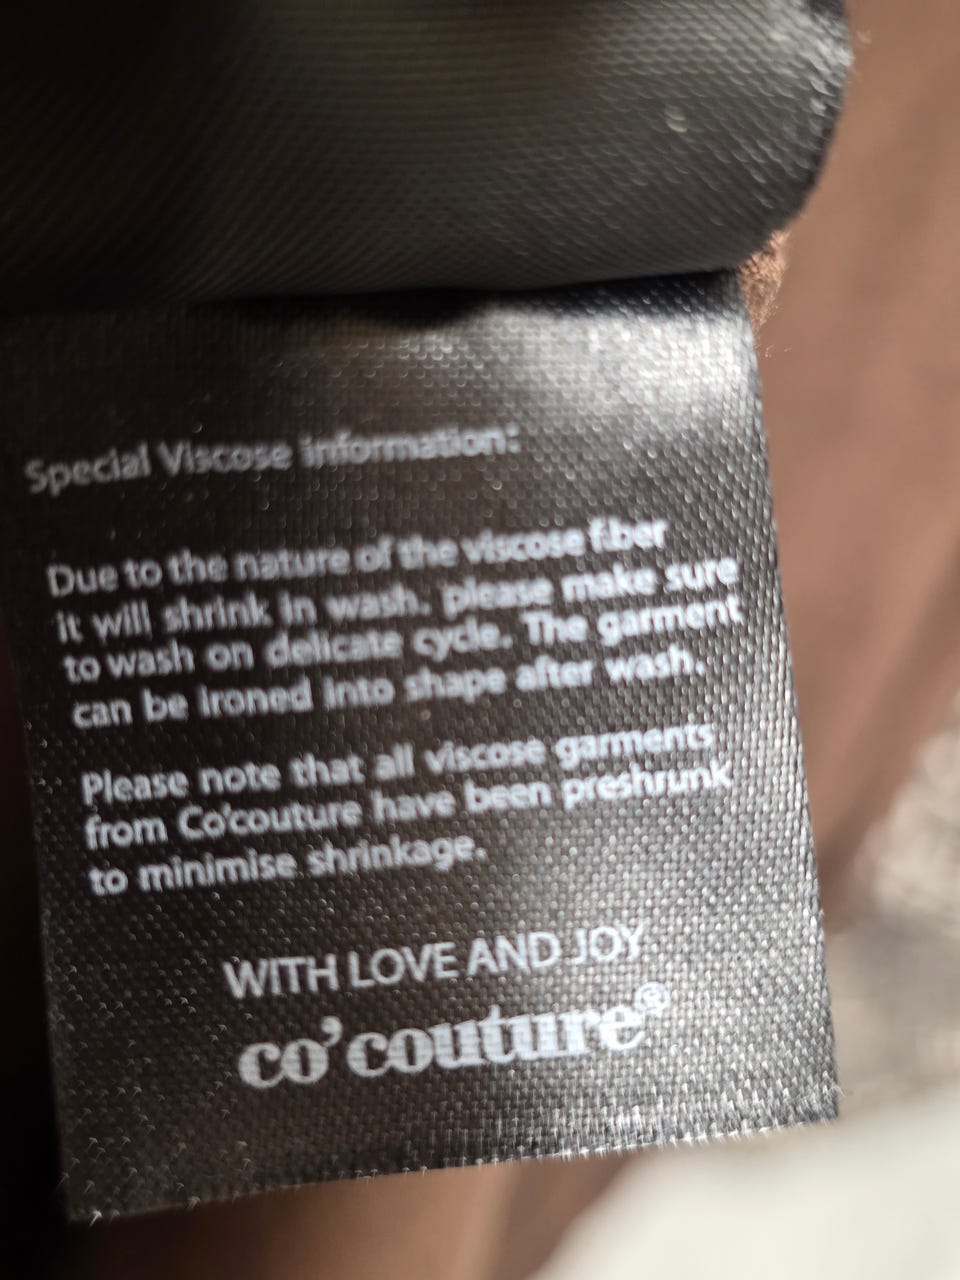 Special Viscose information:
Due to the nature of the viscose fiber
it will shrink in wash. please make sure
to wash on delicate cycle. The garment
can be ironed into shape after wash.
Please note that all viscose garments
from Co'couture have been preshrunk
to minimise shrinkage.
WITH LOVE AND JOY
co'couture®